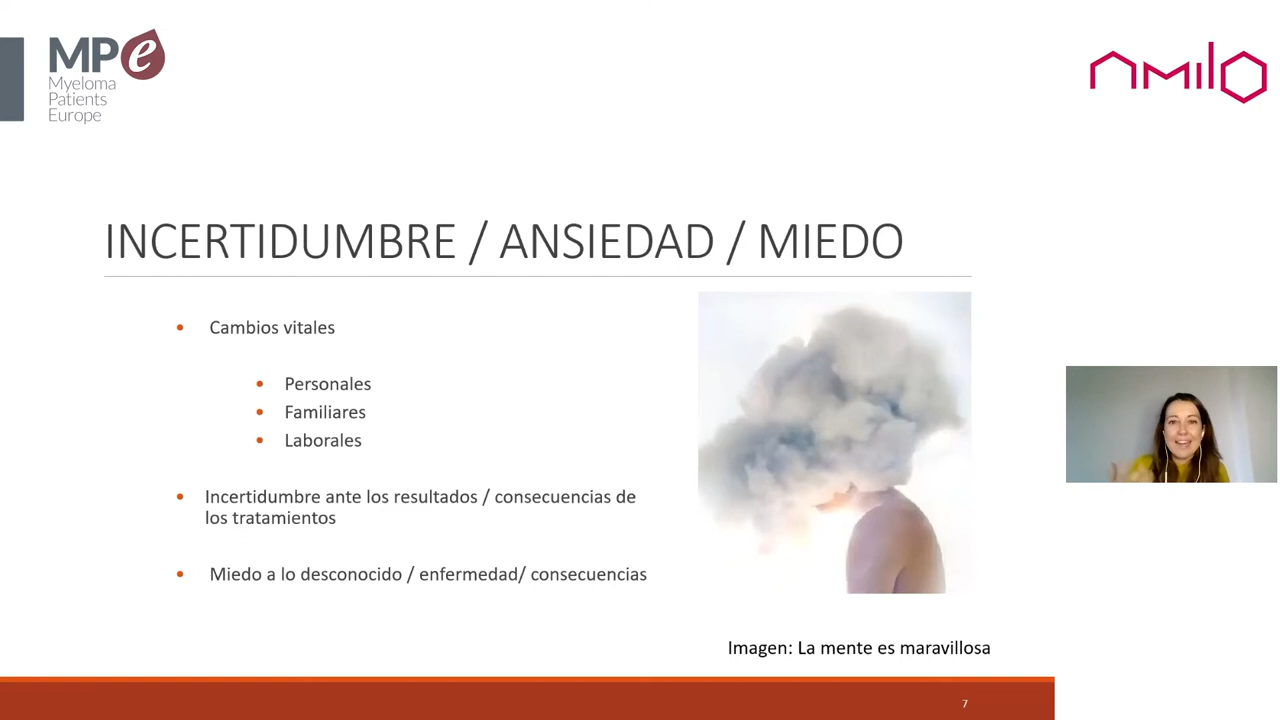 MPe
Myeloma
Patients
Europe
amilo
INCERTIDUMBRE / ANSIEDAD / MIEDO
• Cambios vitales
• Personales
• Familiares
• Laborales
• Incertidumbre ante los resultados / consecuencias de
los tratamientos
• Miedo a lo desconocido / enfermedad/ consecuencias
Imagen: La mente es maravillosa
7